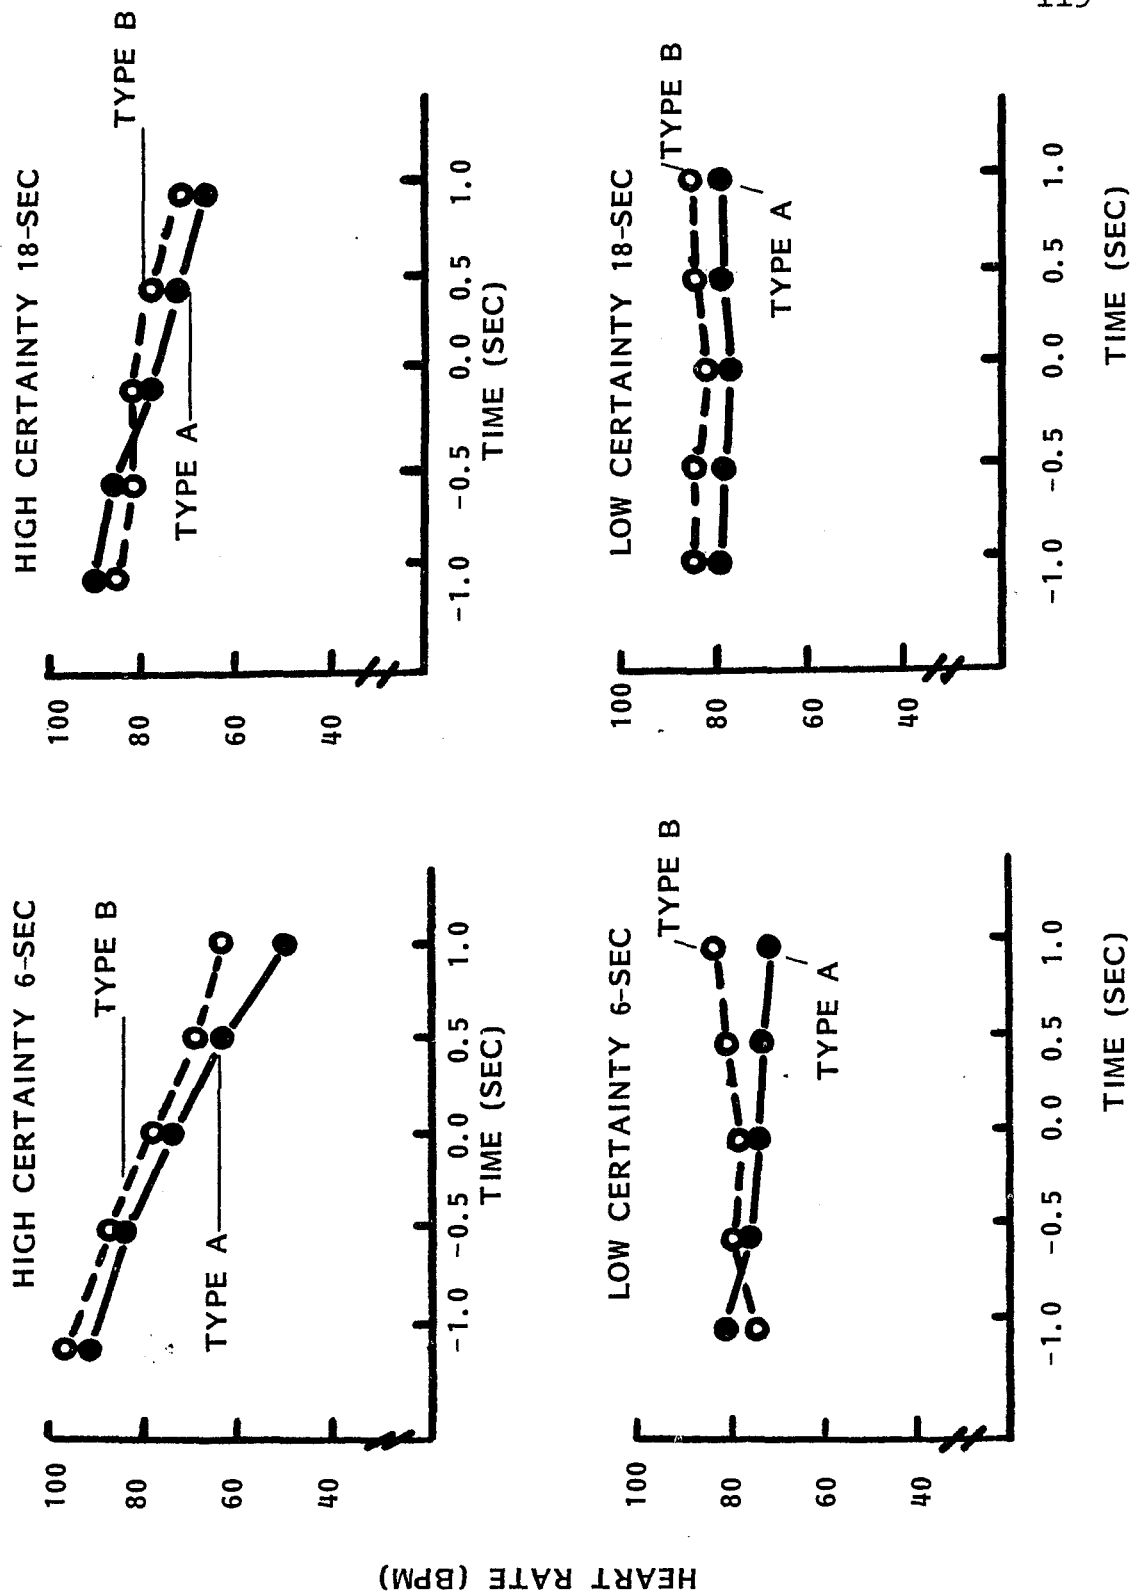 HIGH CERTAINTY 6-SEC
100
80
60
40
TYPE B
TYPE A
-1.0 -0.5 0.0 0.5 1.0
TIME (SEC)
HIGH CERTAINTY 18-SEC
100
80
60
40
TYPE B
TYPE A
-1.0 -0.5 0.0 0.5 1.0
TIME (SEC)
HEART RATE (BPM)
LOW CERTAINTY 6-SEC
100
80
60
40
TYPE B
TYPE A
-1.0 -0.5 0.0 0.5 1.0
TIME (SEC)
LOW CERTAINTY 18-SEC
100
80
60
40
TYPE B
TYPE A
-1.0 -0.5 0.0 0.5 1.0
TIME (SEC)